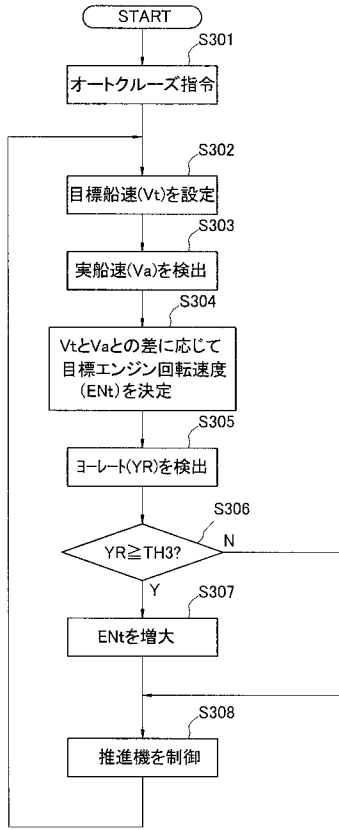 START
S301
オートクルーズ指令
S302
目標船速(Vt)を設定
S303
実船速(Va)を検出
S304
VtとVaとの差に応じて
目標エンジン回転速度
(ENt)を決定
S305
ヨーレート(YR)を検出
S306
YR≧TH3?
N
Y
S307
ENtを増大
S308
推進機を制御